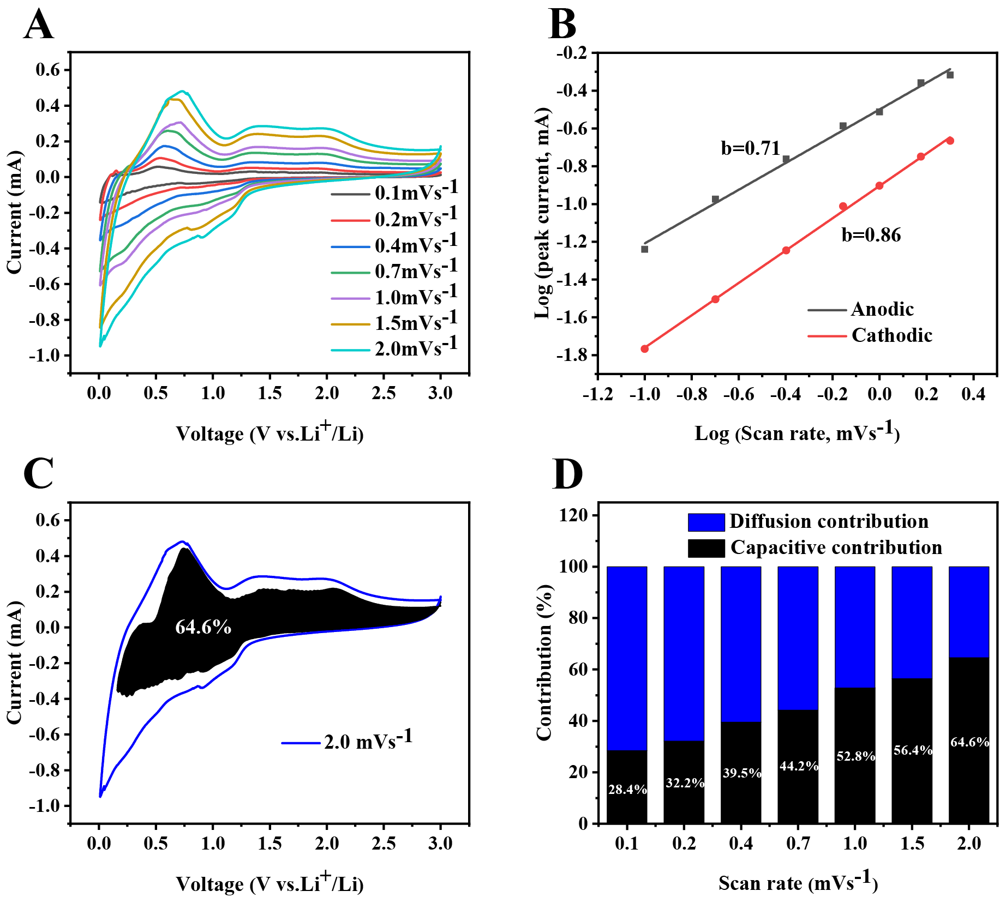 A
0.6
0.4
0.2
0.0
-0.2
-0.4
-0.6
-0.8
-1.0
Current (mA)
0.1mVs-1
0.2mVs-1
0.4mVs-1
0.7mVs-1
1.0mVs-1
1.5mVs-1
2.0mVs-1
0.0 0.5 1.0 1.5 2.0 2.5 3.0
Voltage (V vs.Li+/Li)
B
-0.2
-0.4
-0.6
-0.8
-1.0
-1.2
-1.4
-1.6
-1.8
Log (peak current, mA)
b=0.71
b=0.86
Anodic
Cathodic
-1.2 -1.0 -0.8 -0.6 -0.4 -0.2 0.0 0.2 0.4
Log (Scan rate, mVs-1)
C
0.6
0.4
0.2
0.0
-0.2
-0.4
-0.6
-0.8
-1.0
Current (mA)
64.6%
2.0 mVs-1
0.0 0.5 1.0 1.5 2.0 2.5 3.0
Voltage (V vs.Li+/Li)
D
120
100
80
60
40
20
0
Contribution (%)
Diffusion contribution
Capacitive contribution
28.4%
32.2%
39.5%
44.2%
52.8%
56.4%
64.6%
0.1 0.2 0.4 0.7 1.0 1.5 2.0
Scan rate (mVs-1)